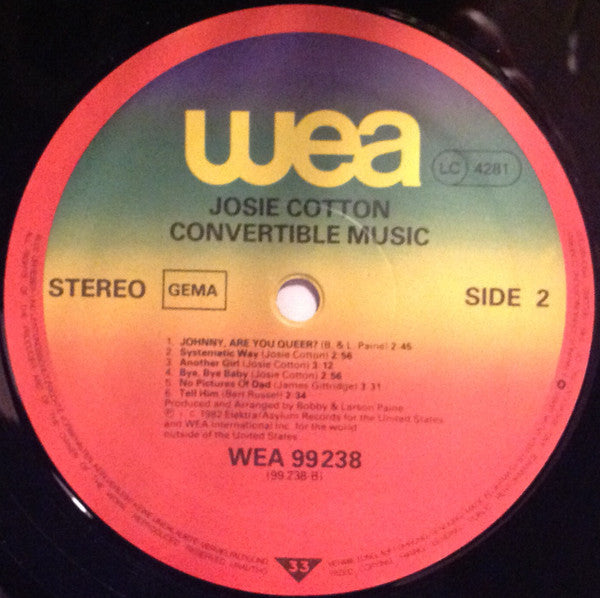 wea
LC 4281
JOSIE COTTON
CONVERTIBLE MUSIC
STEREO GEMA SIDE 2
1. JOHNNY, ARE YOU QUEER? (B. & L. Paine) 2 45
2. Systematic Way (Josie Cotton) 2 56
3. Another Girl (Josie Cotton) 3 12
4. Bye, Bye Baby (Josie Cotton) 2 56
5. No Pictures Of Dad (James Gittridge) 3 31
6. Tell Him (Bert Russell) 2 34
Produced and Arranged by Bobby & Larson Paine
℗ © 1982 Elektra/Asylum Records for the United States
and WEA International Inc. for the world
outside of the United States
WEA 99 238
(99 238-B)
33